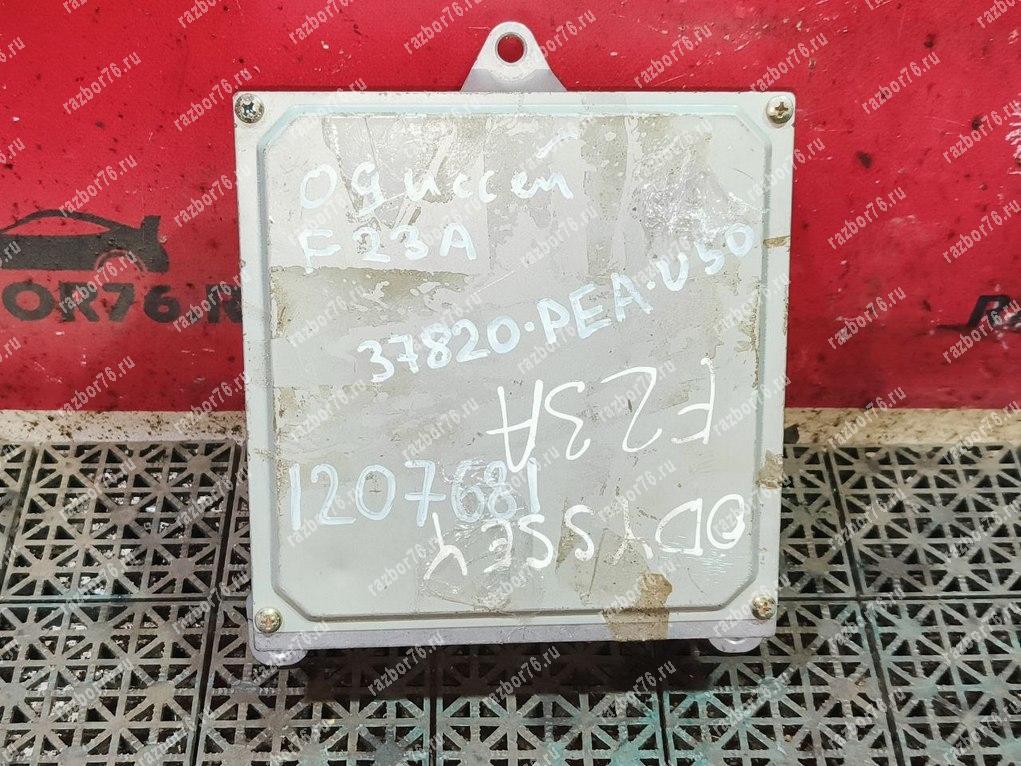 Одиссей
F23A
37820-PEA-U50
F23A
1207681
ODYSSEY
OR76.R
R
razbor76.ru